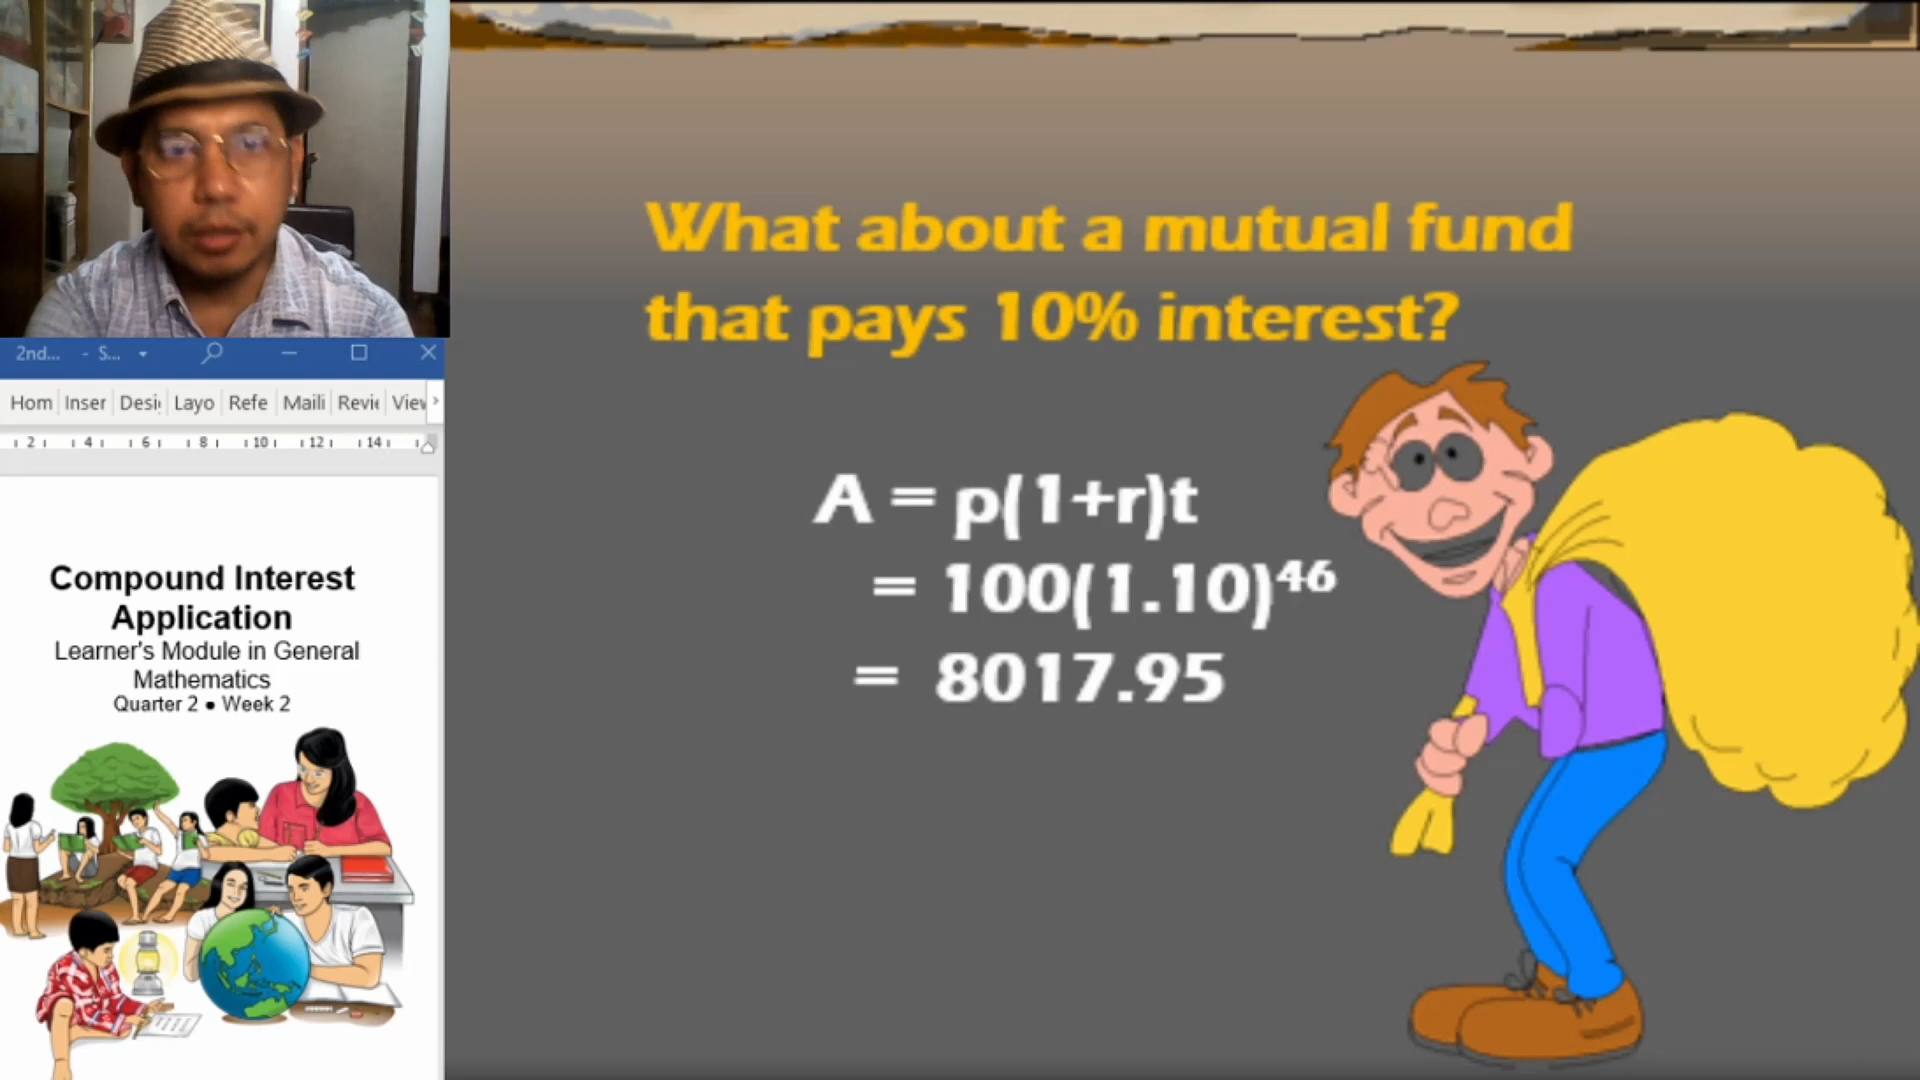 What about a mutual fund
that pays 10% interest?
A = p(1+r)t
= 100(1.10)⁴⁶
= 8017.95
2nd... - S...
Hom Inser Desi Layo Refe Maili Revie View
2 4 6 8 10 12 14
Compound Interest
Application
Learner's Module in General
Mathematics
Quarter 2 ● Week 2